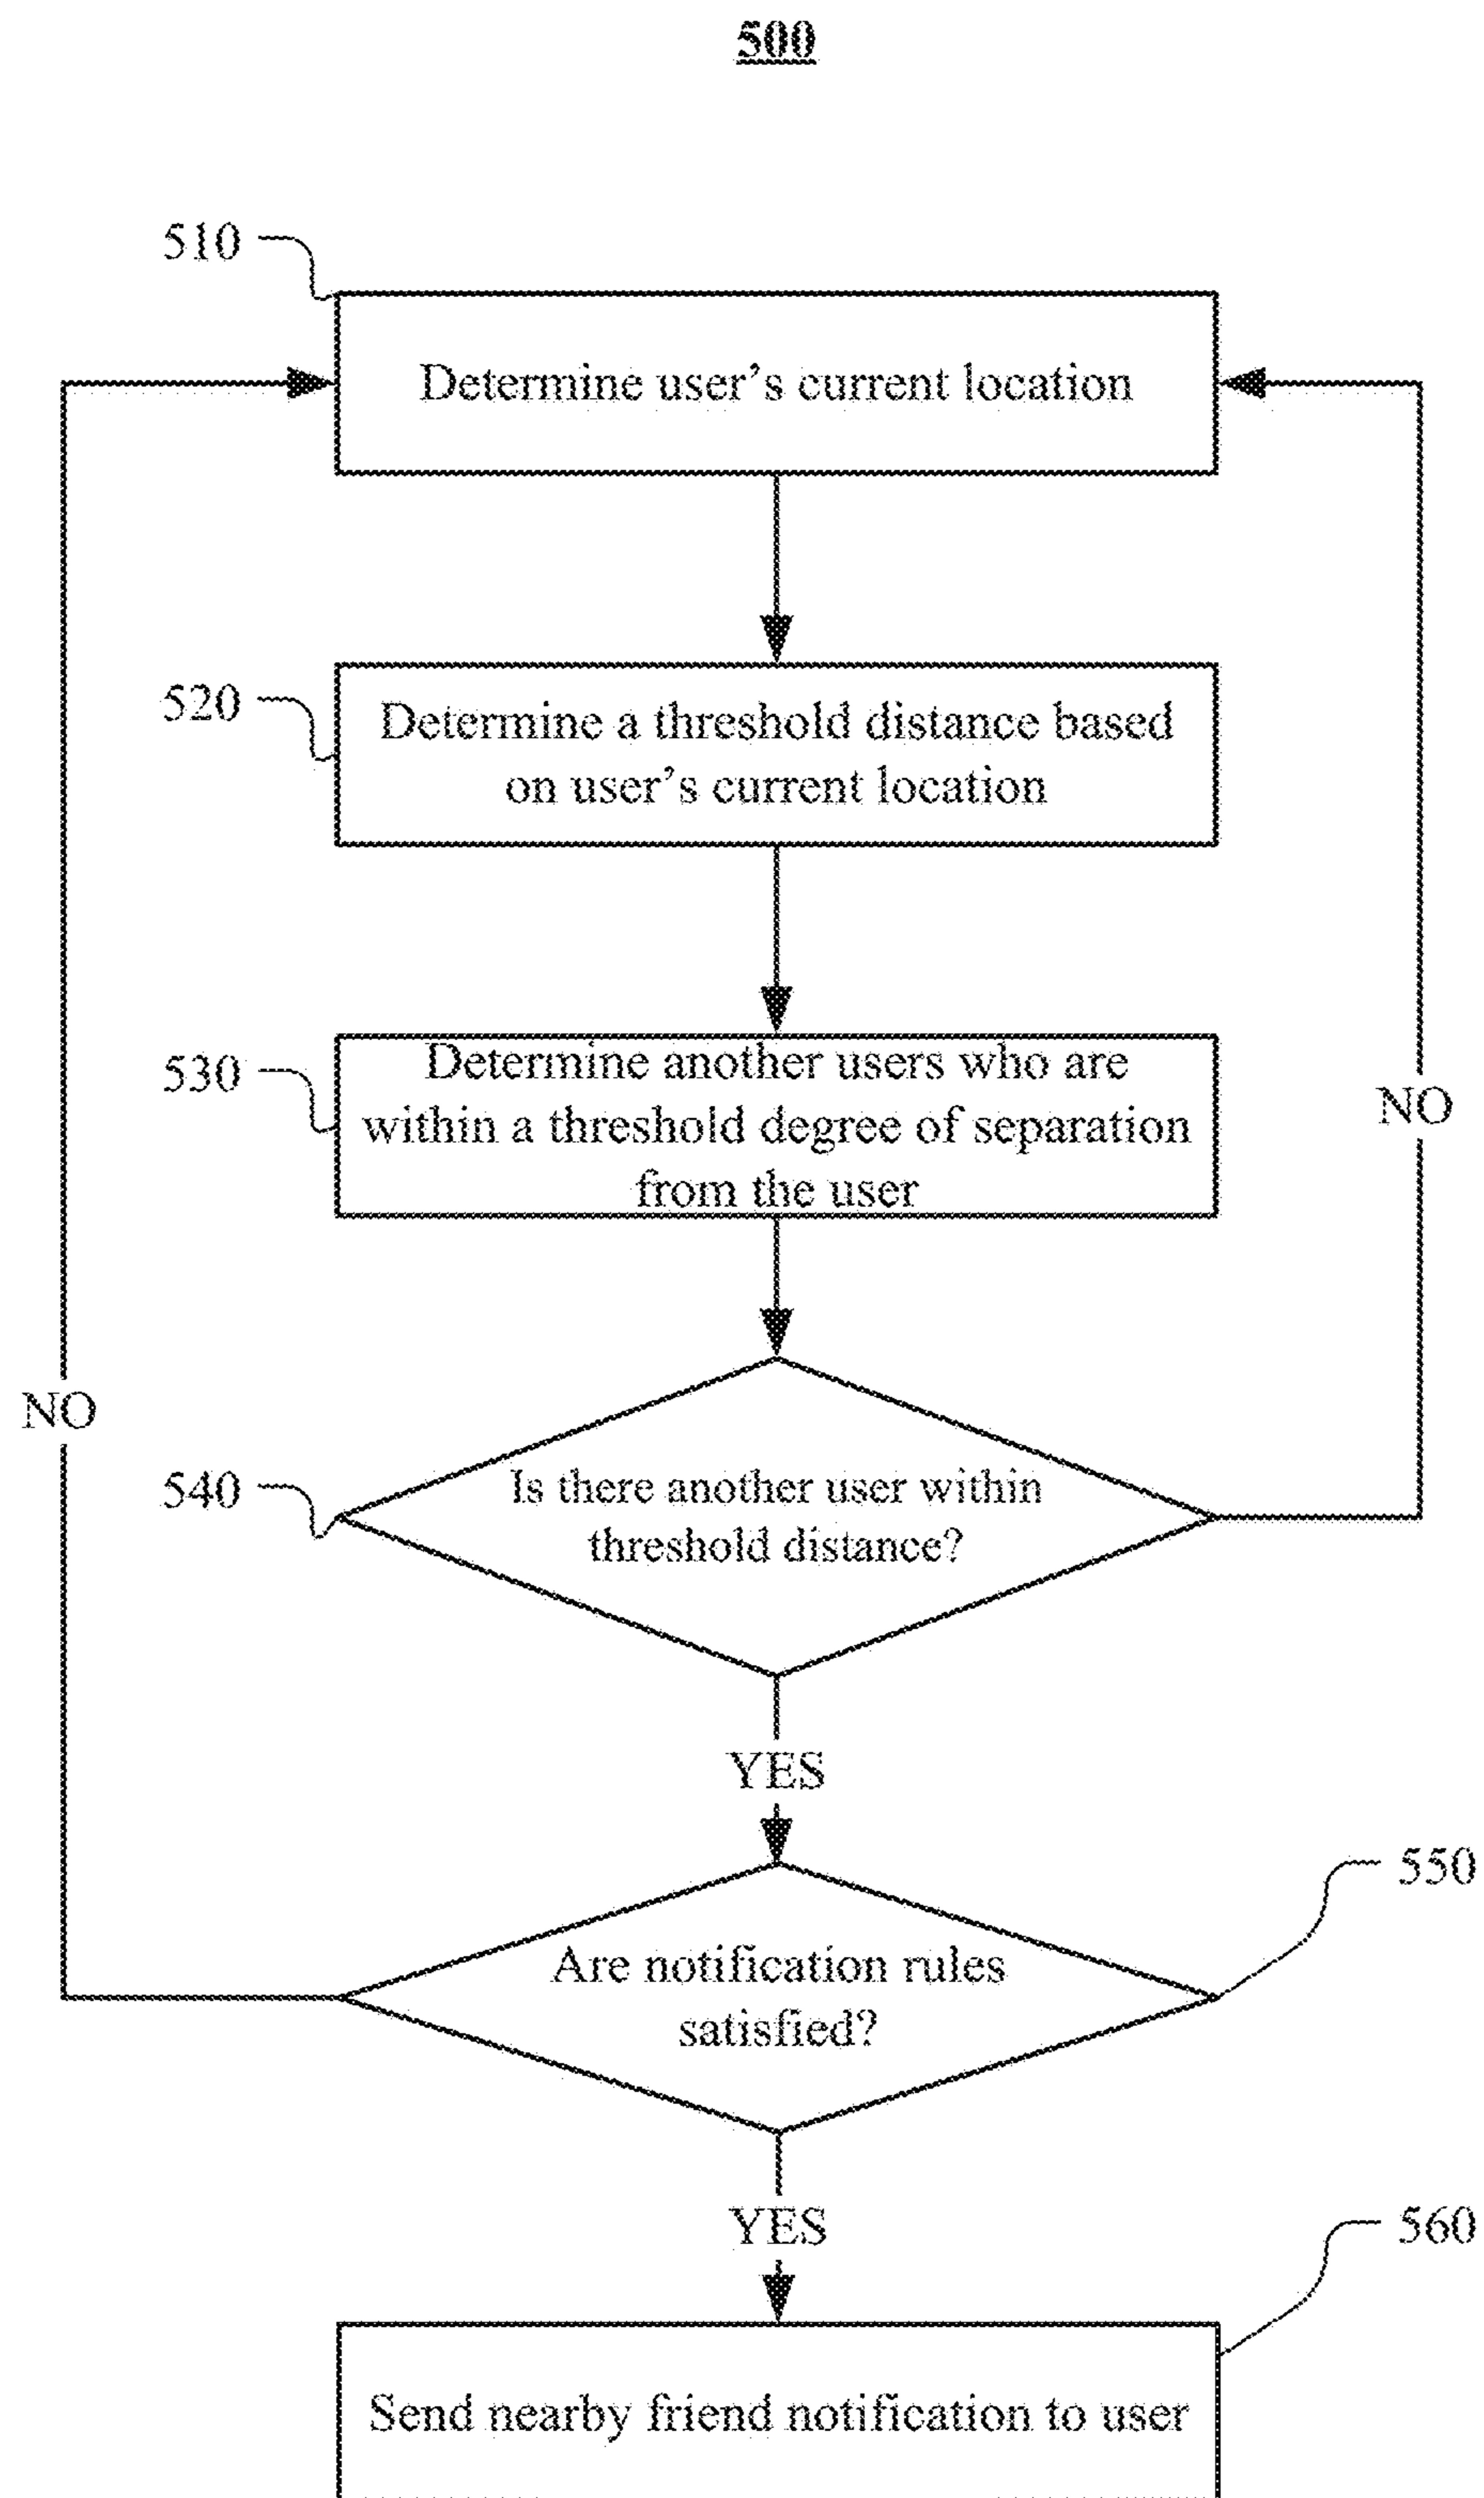 500
510
Determine user's current location
520
Determine a threshold distance based
on user's current location
530
Determine another users who are
within a threshold degree of separation
from the user
NO
NO
540
Is there another user within
threshold distance?
YES
550
Are notification rules
satisfied?
YES
560
Send nearby friend notification to user